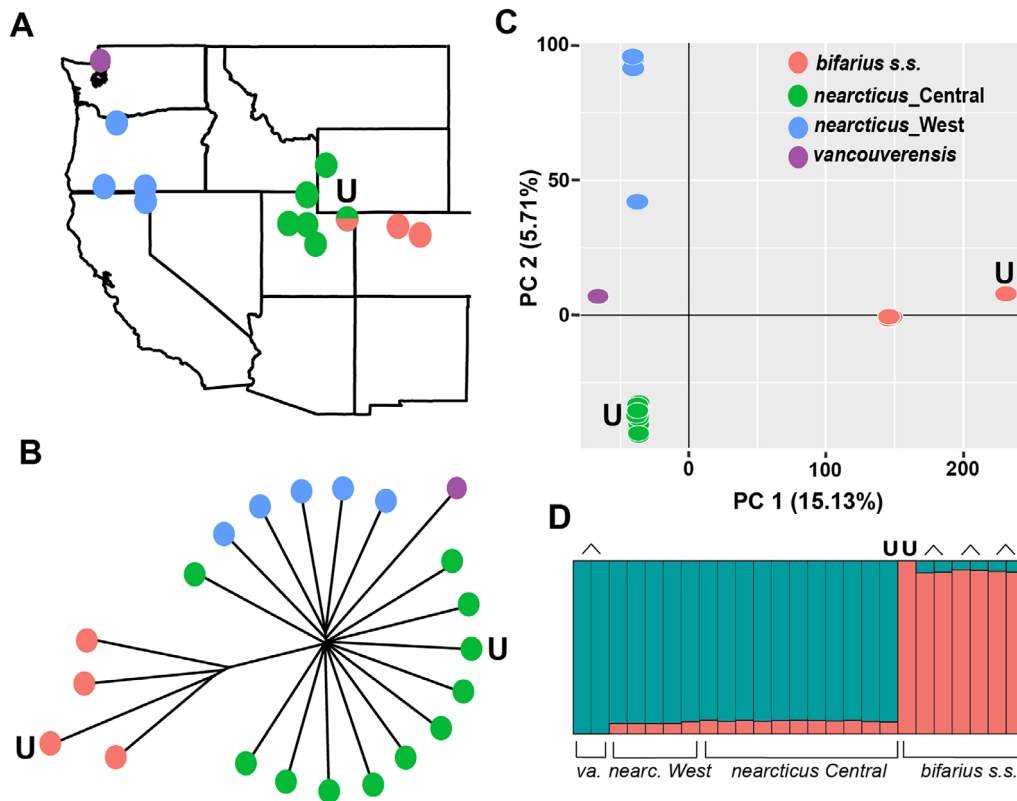 A
U
B
U
U
C
100
50
0
PC 2 (5.71%)
bifarius s.s.
nearcticus_Central
nearcticus_West
vancouverensis
U
U
0
100
200
PC 1 (15.13%)
D
U U
va.
nearc. West
nearcticus Central
bifarius s.s.